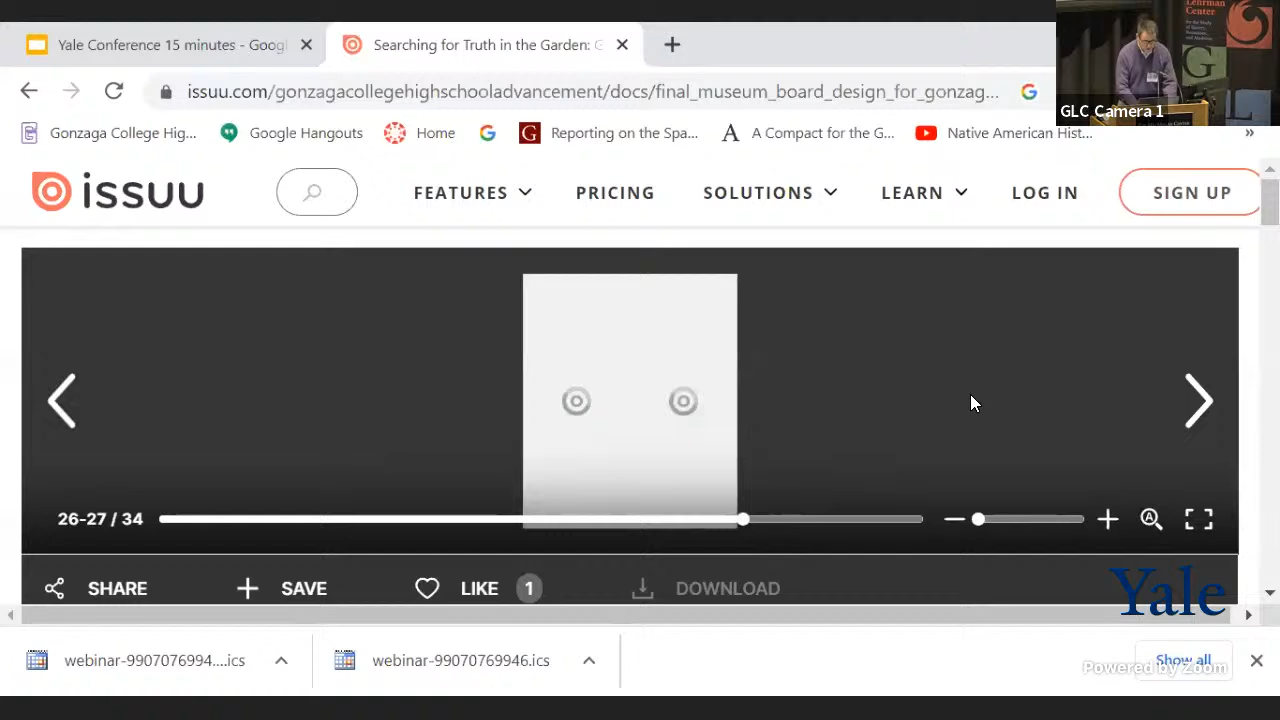 Yale Conference 15 minutes - Googl
Searching for Truth in the Garden: G
issuu.com/gonzagacollegehighschooladvancement/docs/final_museum_board_design_for_gonzag...
Gonzaga College Hig...
Google Hangouts
Home
Reporting on the Spa...
A Compact for the G...
Native American Hist...
»
Lehrman
Center
GLC Camera 1
issuu
FEATURES
PRICING
SOLUTIONS
LEARN
LOG IN
SIGN UP
26-27 / 34
SHARE
SAVE
LIKE 1
DOWNLOAD
Yale
webinar-9907076994....ics
webinar-99070769946.ics
Show all
Powered by Zoom